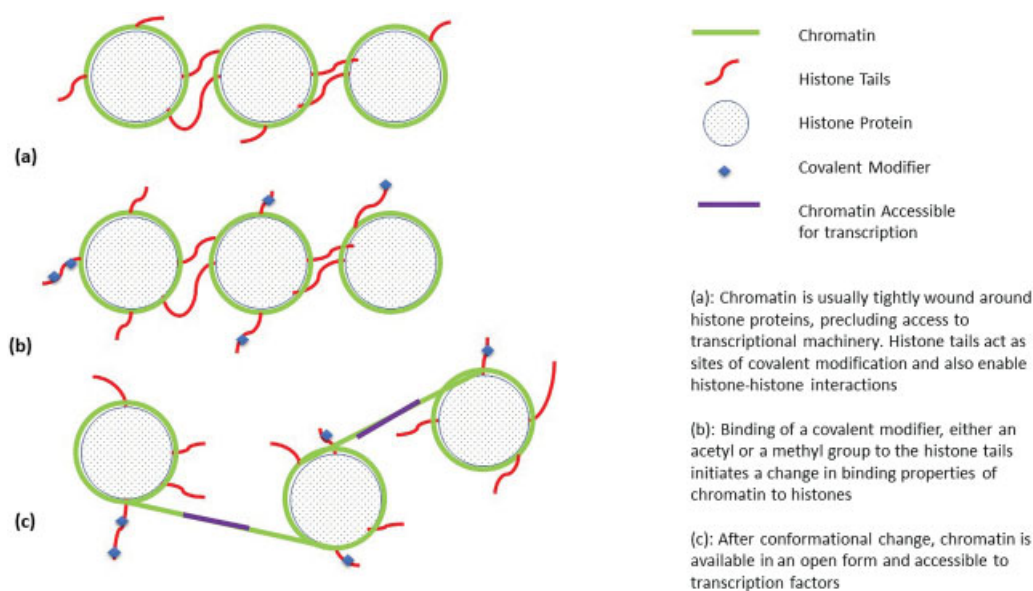 (a)
(b)
(c)
Chromatin
Histone Tails
Histone Protein
Covalent Modifier
Chromatin Accessible
for transcription
(a): Chromatin is usually tightly wound around
histone proteins, precluding access to
transcriptional machinery. Histone tails act as
sites of covalent modification and also enable
histone-histone interactions
(b): Binding of a covalent modifier, either an
acetyl or a methyl group to the histone tails
initiates a change in binding properties of
chromatin to histones
(c): After conformational change, chromatin is
available in an open form and accessible to
transcription factors